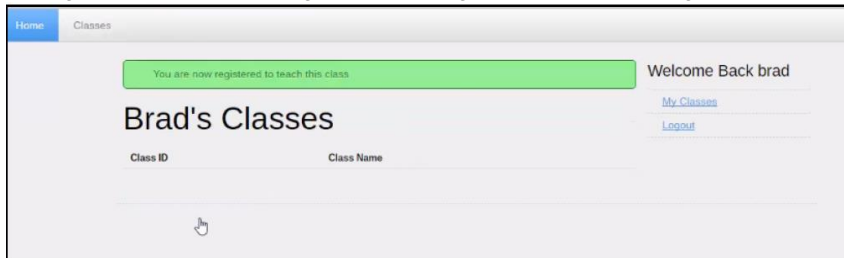 Home Classes
You are now registered to teach this class
Welcome Back brad
My Classes
Brad's Classes
Logout
Class ID Class Name